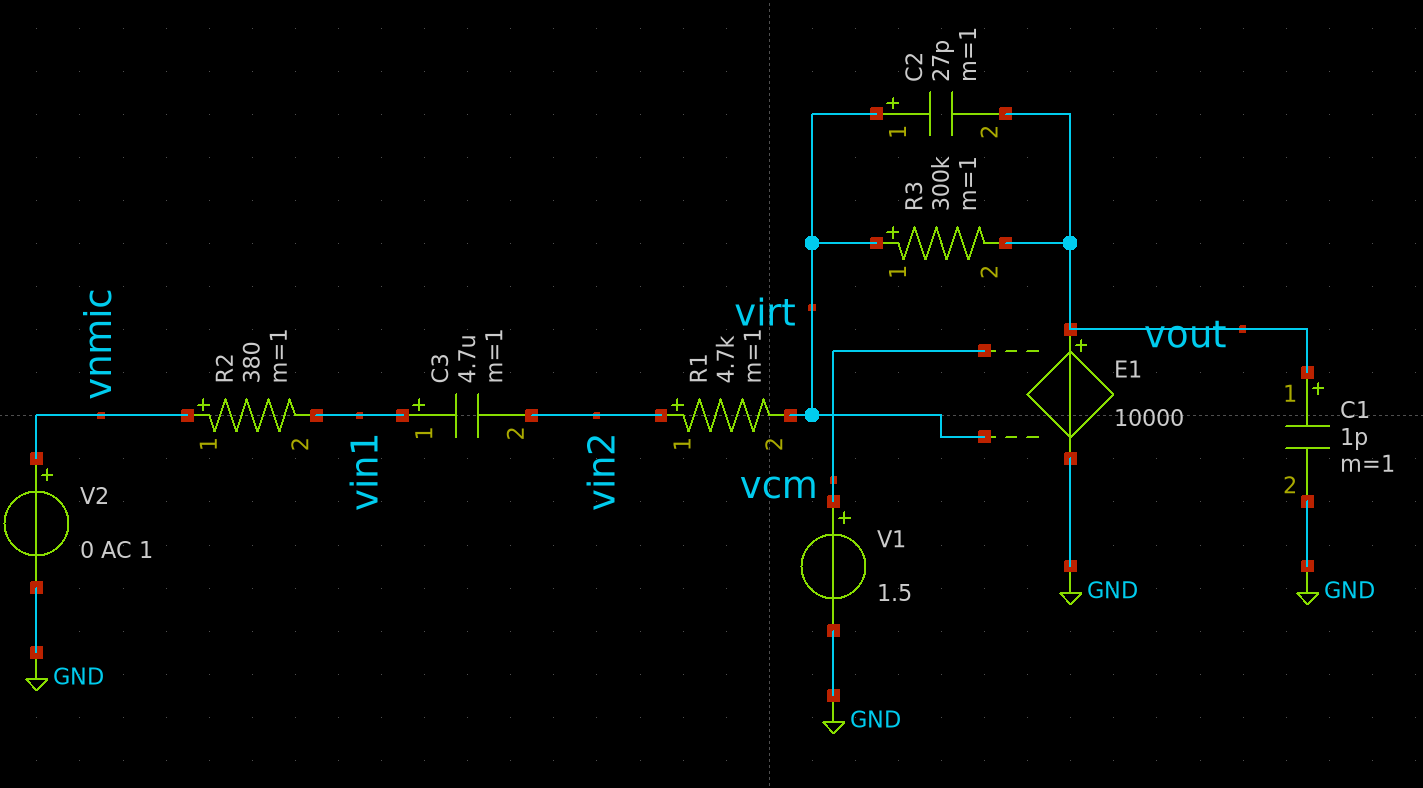 C2
27p
m=1
+
1
2
R3
300k
m=1
+
1
2
vnmic
R2
380
m=1
+
1
2
vin1
C3
4.7u
m=1
+
1
2
vin2
R1
4.7k
m=1
+
1
2
virt
vout
+
E1
10000
1
+
C1
1p
m=1
2
vcm
+
V2
0 AC 1
+
V1
1.5
GND
GND
GND
GND